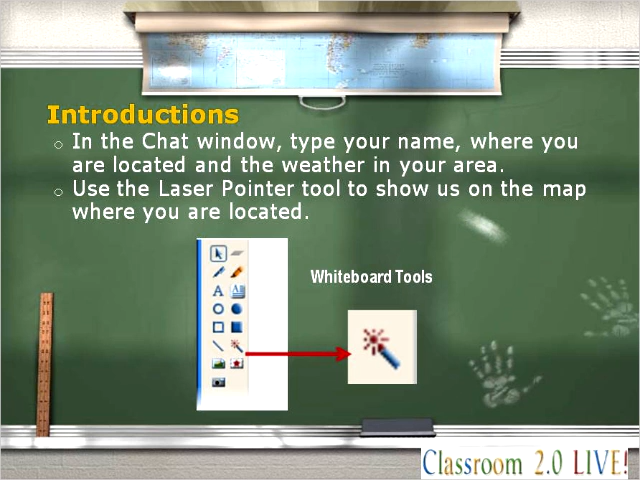 Introductions
In the Chat window, type your name, where you
are located and the weather in your area.
Use the Laser Pointer tool to show us on the map
where you are located.
Whiteboard Tools
A A
Classroom 2.0 LIVE!